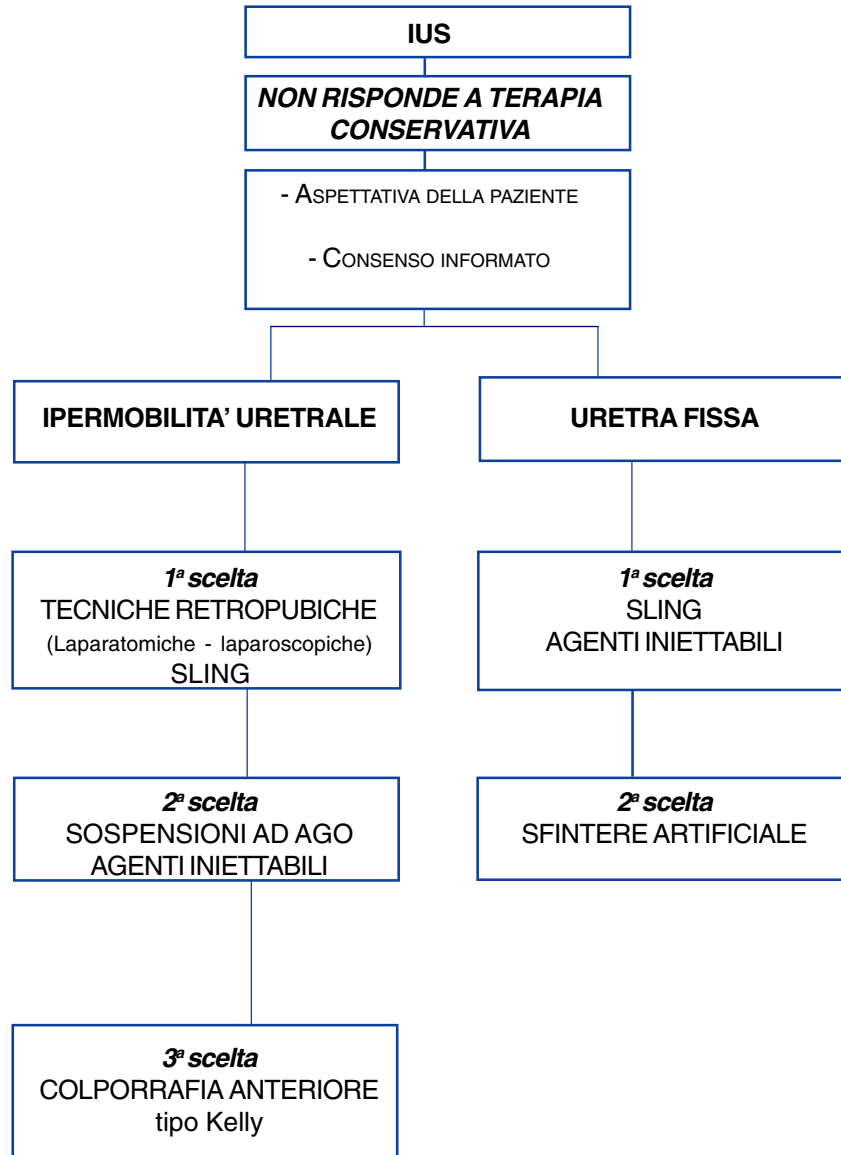 IUS
NON RISPONDE A TERAPIA
CONSERVATIVA
- ASPETTATIVA DELLA PAZIENTE
- CONSENSO INFORMATO
IPERMOBILITA' URETRALE
URETRA FISSA
1ª scelta
TECNICHE RETROPUBICHE
(Laparatomiche - laparoscopiche)
SLING
1ª scelta
SLING
AGENTI INIETTABILI
2ª scelta
SOSPENSIONI AD AGO
AGENTI INIETTABILI
2ª scelta
SFINTERE ARTIFICIALE
3ª scelta
COLPORRAFIA ANTERIORE
tipo Kelly